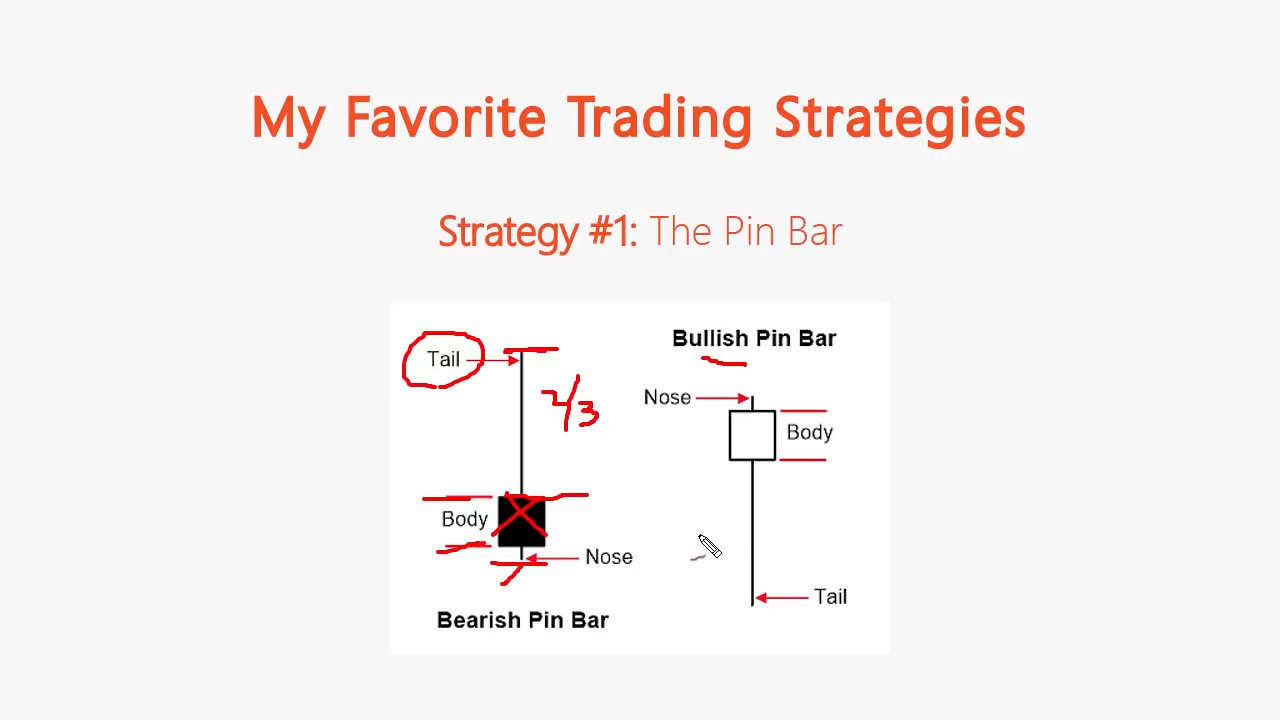 My Favorite Trading Strategies
Strategy #1: The Pin Bar
Tail
2/3
Body
Nose
Bearish Pin Bar
Bullish Pin Bar
Nose
Body
Tail